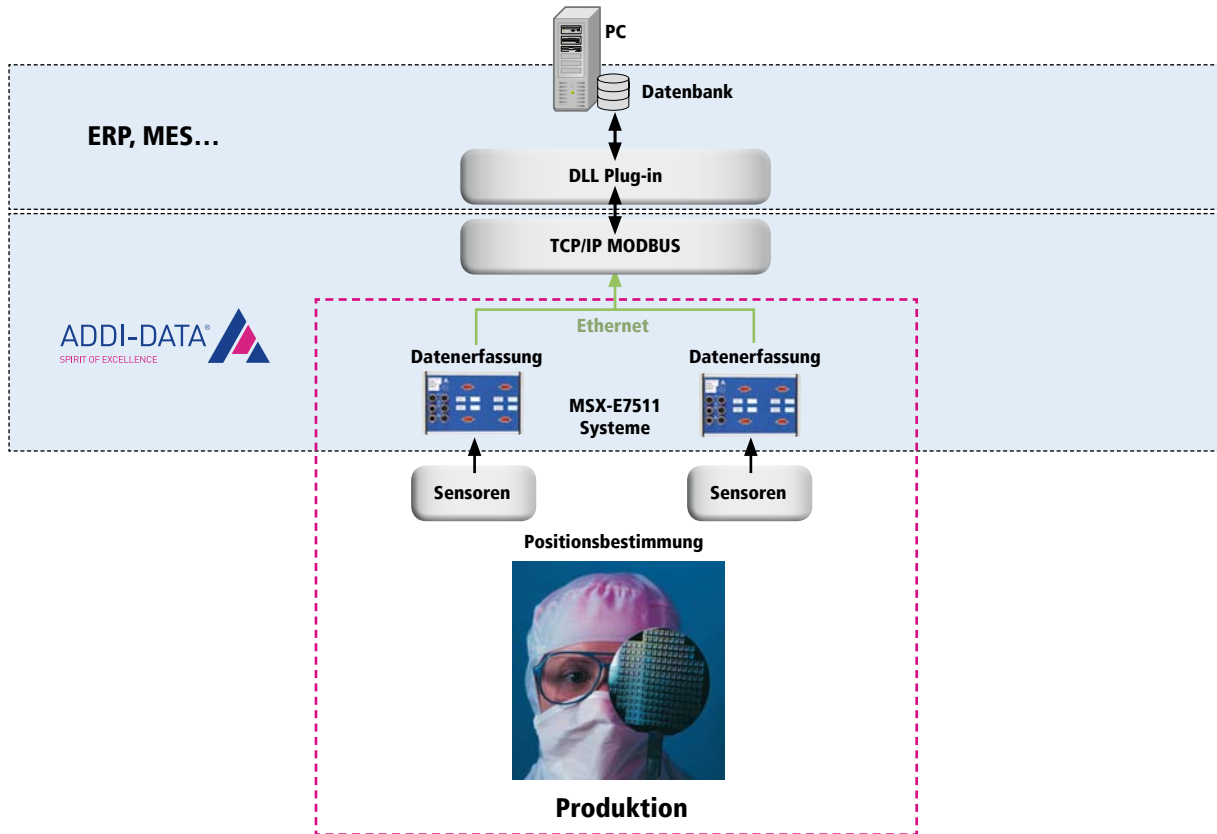 PC
Datenbank
ERP, MES…
DLL Plug-in
TCP/IP MODBUS
ADDI-DATA®
SPIRIT OF EXCELLENCE
Ethernet
Datenerfassung
Datenerfassung
MSX-E7511
Systeme
Sensoren
Sensoren
Positionsbestimmung
Produktion